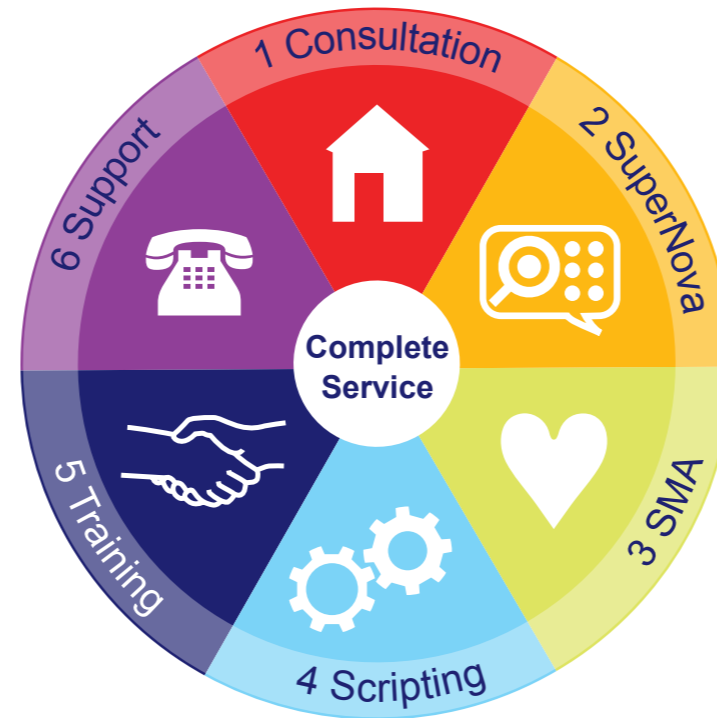 1 Consultation
2 SuperNova
3 SMA
4 Scripting
5 Training
6 Support
Complete
Service